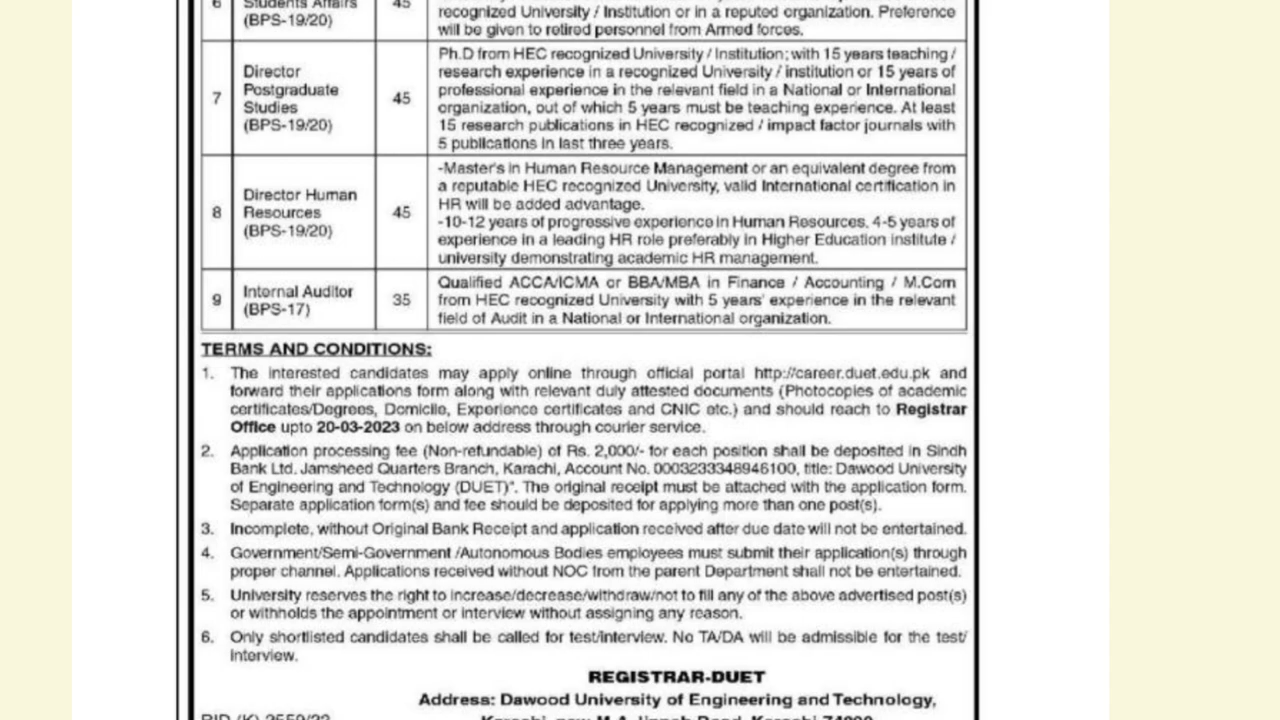 6
Students Affairs
(BPS-19/20)
45
recognized University / Institution or in a reputed organization. Preference
will be given to retired personnel from Armed forces.
7
Director
Postgraduate
Studies
(BPS-19/20)
45
Ph.D from HEC recognized University / Institution; with 15 years teaching /
research experience in a recognized University / institution or 15 years of
professional experience in the relevant field in a National or International
organization, out of which 5 years must be teaching experience. At least
15 research publications in HEC recognized / impact factor journals with
5 publications in last three years.
8
Director Human
Resources
(BPS-19/20)
45
-Master's in Human Resource Management or an equivalent degree from
a reputable HEC recognized University, valid International certification in
HR will be added advantage.
-10-12 years of progressive experience in Human Resources, 4-5 years of
experience in a leading HR role preferably in Higher Education institute /
university demonstrating academic HR management.
9
Internal Auditor
(BPS-17)
35
Qualified ACCA/ICMA or BBA/MBA in Finance / Accounting / M.Com
from HEC recognized University with 5 years' experience in the relevant
field of Audit in a National or International organization.
TERMS AND CONDITIONS:
1. The interested candidates may apply online through official portal http://career.duet.edu.pk and
forward their applications form along with relevant duly attested documents (Photocopies of academic
certificates/Degrees, Domicile, Experience certificates and CNIC etc.) and should reach to Registrar
Office upto 20-03-2023 on below address through courier service.
2. Application processing fee (Non-refundable) of Rs. 2,000/- for each position shall be deposited in Sindh
Bank Ltd. Jamsheed Quarters Branch, Karachi, Account No. 0003233348946100, title: Dawood University
of Engineering and Technology (DUET)". The original receipt must be attached with the application form.
Separate application form(s) and fee should be deposited for applying more than one post(s).
3. Incomplete, without Original Bank Receipt and application received after due date will not be entertained.
4. Government/Semi-Government /Autonomous Bodies employees must submit their application(s) through
proper channel. Applications received without NOC from the parent Department shall not be entertained.
5. University reserves the right to increase/decrease/withdraw/not to fill any of the above advertised post(s)
or withholds the appointment or interview without assigning any reason.
6. Only shortlisted candidates shall be called for test/interview. No TA/DA will be admissible for the test/
interview.
REGISTRAR-DUET
Address: Dawood University of Engineering and Technology,